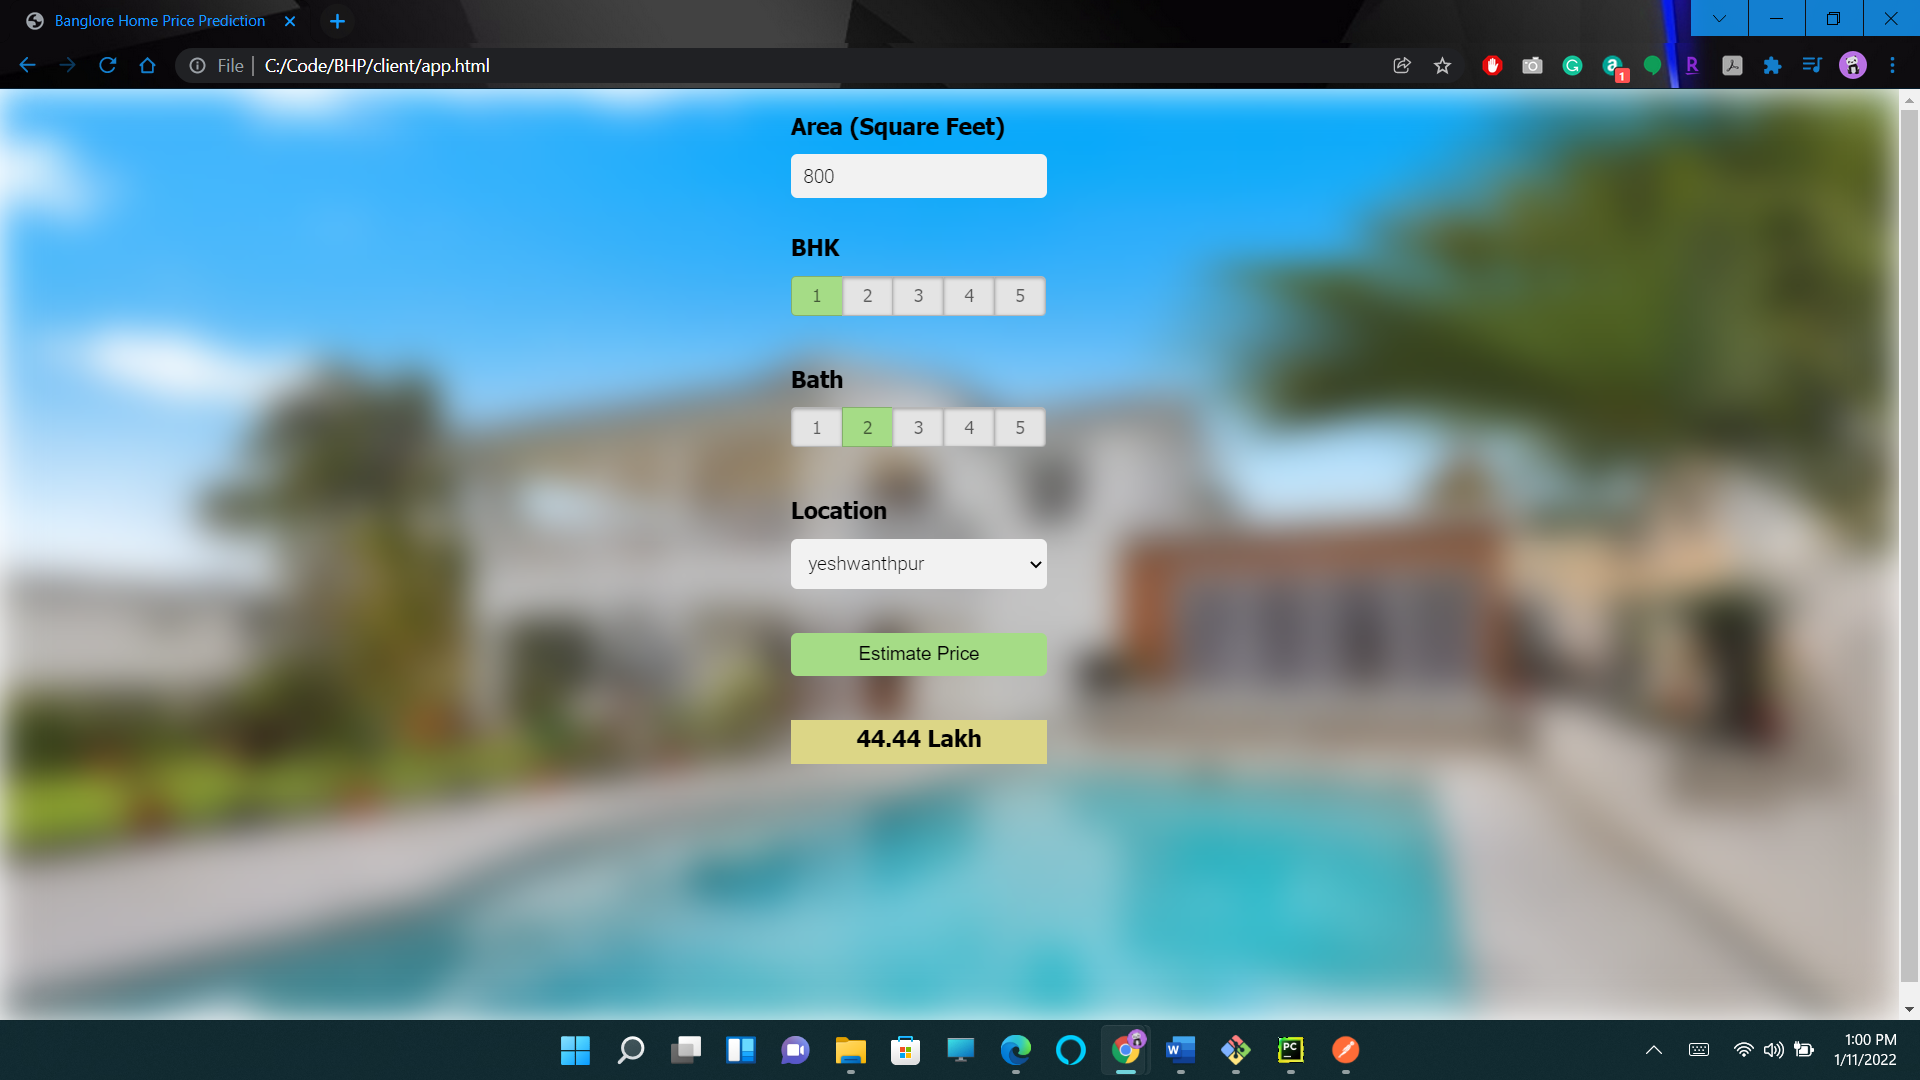 Banglore Home Price Prediction
File C:/Code/BHP/client/app.html
1
Area (Square Feet)
800
BHK
1 2 3 4 5
Bath
1 2 3 4 5
Location
yeshwanthpur
Estimate Price
44.44 Lakh
1:00 PM
1/11/2022